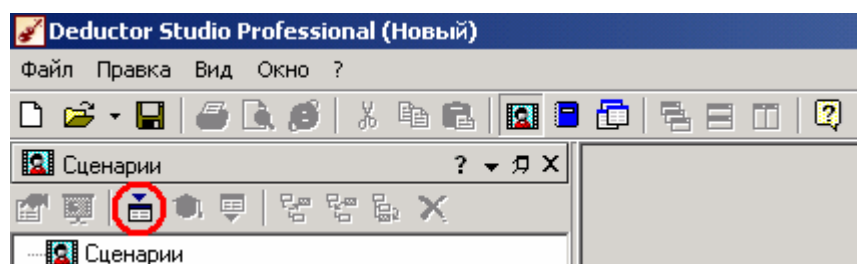 Deductor Studio Professional (Новый)
Файл Правка Вид Окно ?
Сценарии ?
Сценарии